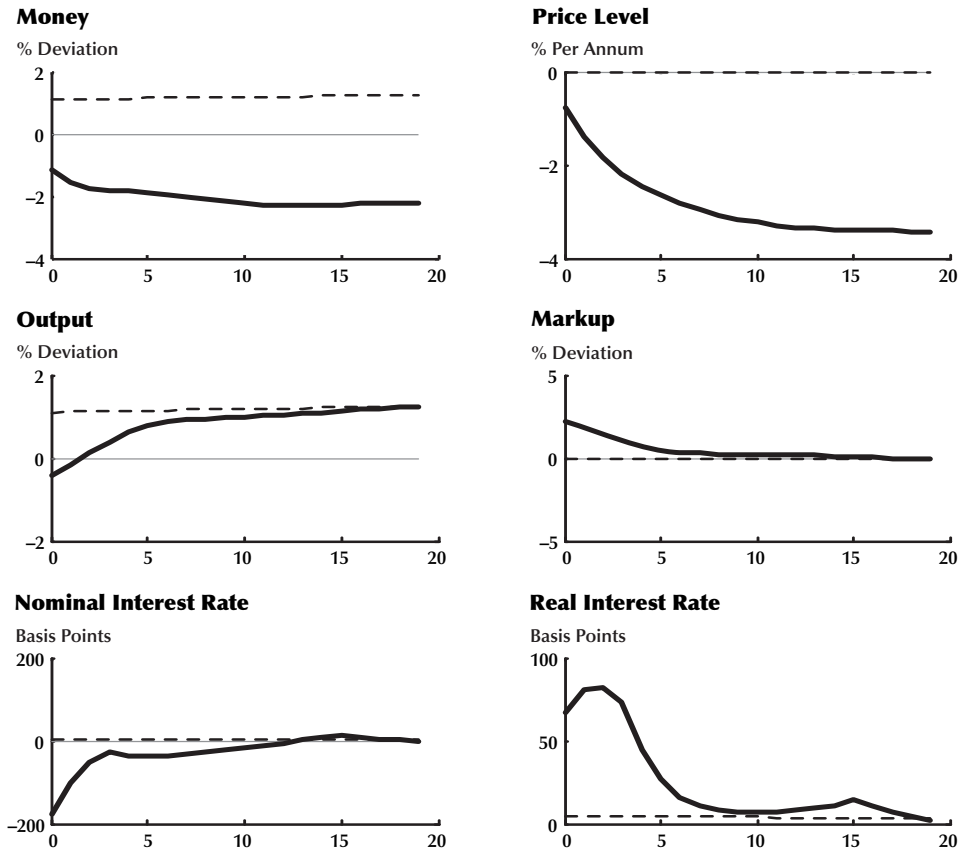 Money
% Deviation
2
0
–2
–4
0 5 10 15 20
Price Level
% Per Annum
0
–2
–4
0 5 10 15 20
Output
% Deviation
2
0
–2
0 5 10 15 20
Markup
% Deviation
5
0
–5
0 5 10 15 20
Nominal Interest Rate
Basis Points
200
0
–200
0 5 10 15 20
Real Interest Rate
Basis Points
100
50
0
0 5 10 15 20